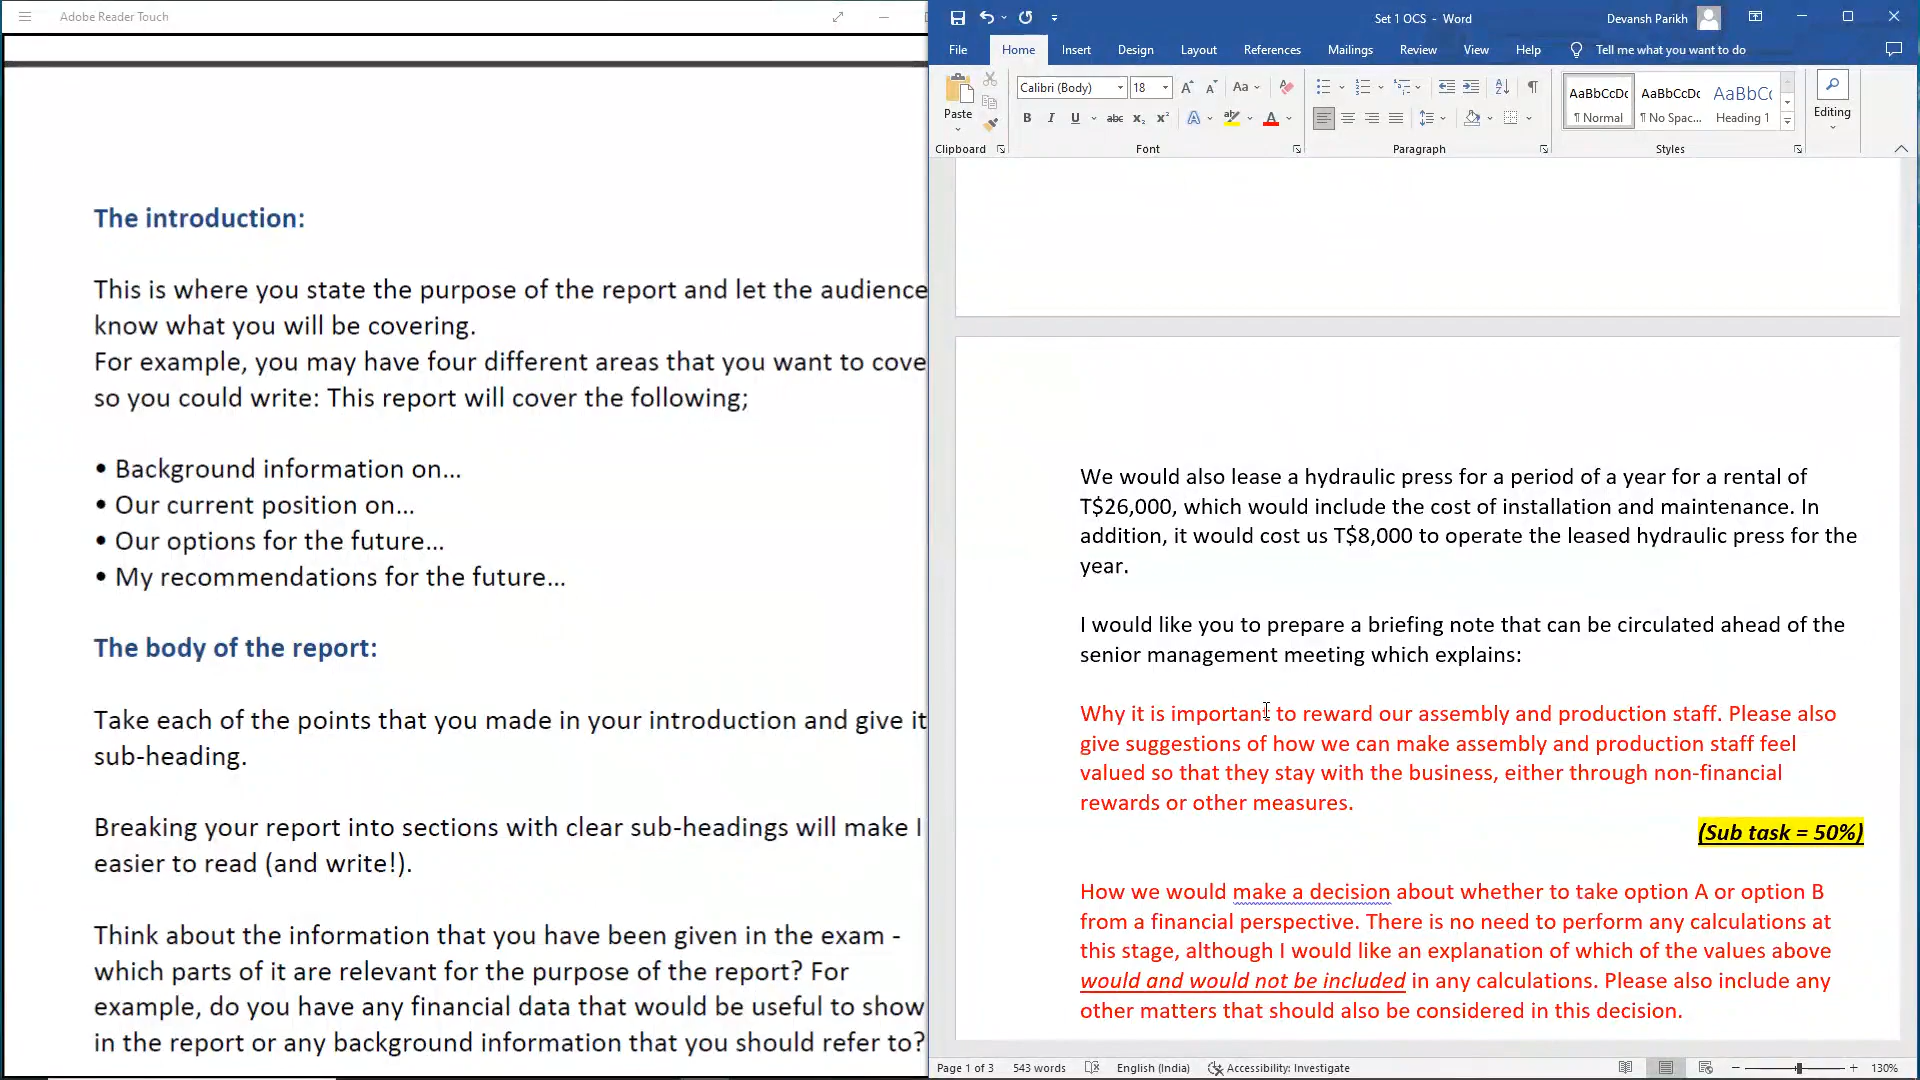 Adobe Reader Touch
The introduction:
This is where you state the purpose of the report and let the audience
know what you will be covering.
For example, you may have four different areas that you want to cove
so you could write: This report will cover the following;
• Background information on...
• Our current position on...
• Our options for the future...
• My recommendations for the future...
The body of the report:
Take each of the points that you made in your introduction and give it
sub-heading.
Breaking your report into sections with clear sub-headings will make I
easier to read (and write!).
Think about the information that you have been given in the exam -
which parts of it are relevant for the purpose of the report? For
example, do you have any financial data that would be useful to show
in the report or any background information that you should refer to?
Set 1 OCS - Word
Devansh Parikh
File Home Insert Design Layout References Mailings Review View Help Tell me what you want to do
Paste
Calibri (Body) 18 Aa
B I U abc x₂ x² A A
AaBbCcDc AaBbCcDc AaBbC(
¶ Normal ¶ No Spac... Heading 1
Editing
Clipboard Font Paragraph Styles
We would also lease a hydraulic press for a period of a year for a rental of
T$26,000, which would include the cost of installation and maintenance. In
addition, it would cost us T$8,000 to operate the leased hydraulic press for the
year.
I would like you to prepare a briefing note that can be circulated ahead of the
senior management meeting which explains:
Why it is important to reward our assembly and production staff. Please also
give suggestions of how we can make assembly and production staff feel
valued so that they stay with the business, either through non-financial
rewards or other measures.
(Sub task = 50%)
How we would make a decision about whether to take option A or option B
from a financial perspective. There is no need to perform any calculations at
this stage, although I would like an explanation of which of the values above
would and would not be included in any calculations. Please also include any
other matters that should also be considered in this decision.
Page 1 of 3 543 words English (India) Accessibility: Investigate 130%